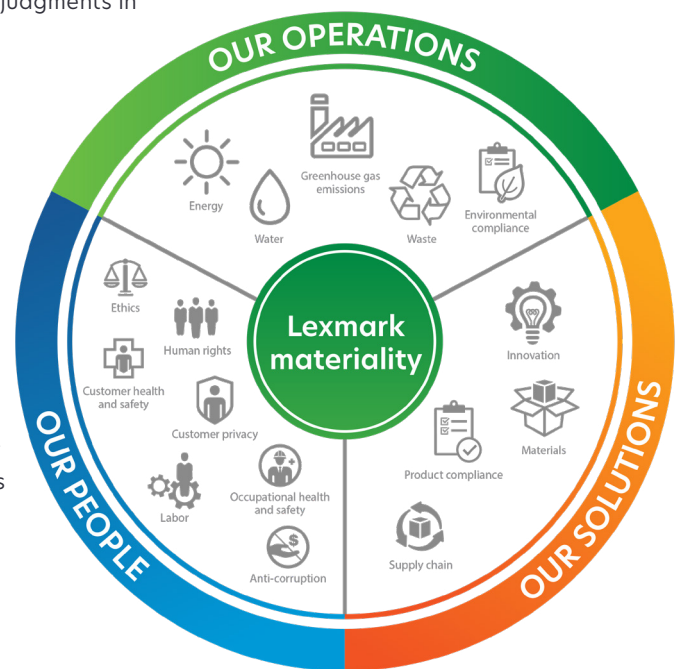 judgments in
OUR OPERATIONS
Greenhouse gas
emissions
Energy
Water
Waste
Environmental
compliance
Lexmark
materiality
Ethics
Human rights
Customer health
and safety
Customer privacy
Labor
Occupational health
and safety
Anti-corruption
s
OUR PEOPLE
Innovation
Materials
Product compliance
Supply chain
OUR SOLUTIONS